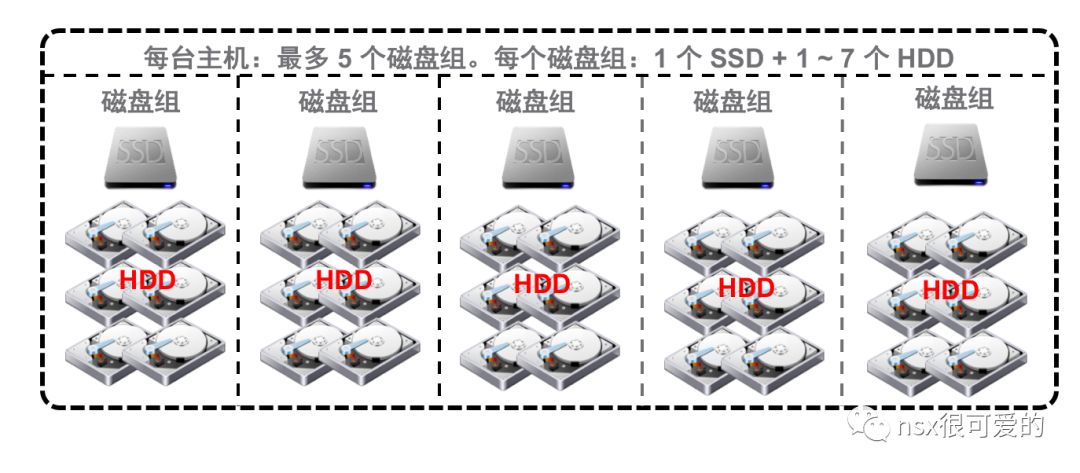 每台主机：最多 5 个磁盘组。每个磁盘组：1 个 SSD + 1 ~ 7 个 HDD
磁盘组 磁盘组 磁盘组 磁盘组 磁盘组
SSD SSD SSD SSD SSD
HDD HDD HDD HDD HDD
nsx很可爱的